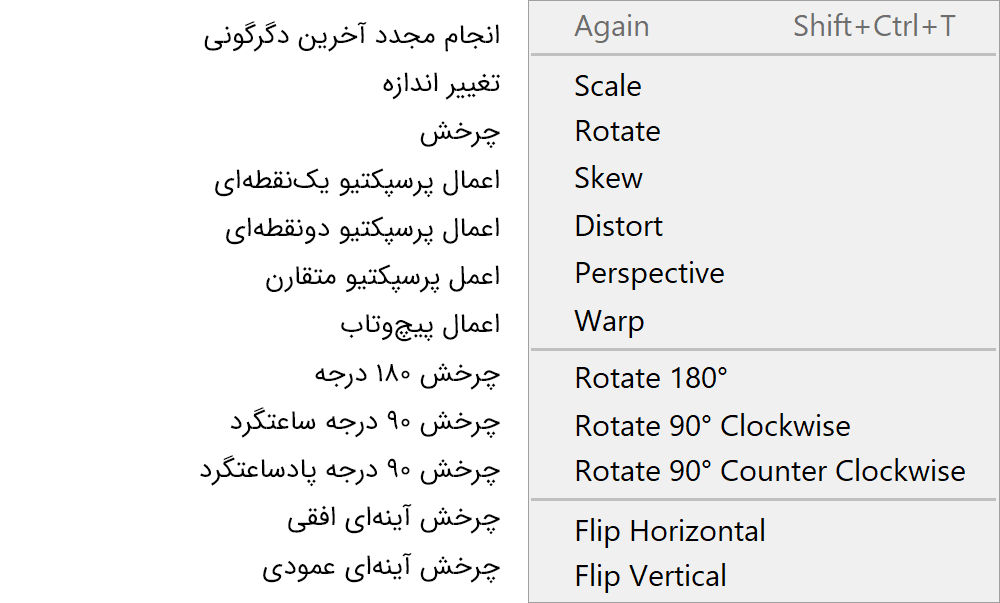 انجام مجدد آخرین دگرگونی
تغییر اندازه
چرخش
اعمال پرسپکتیو یک‌نقطه‌ای
اعمال پرسپکتیو دونقطه‌ای
اعمل پرسپکتیو متقارن
اعمال پیچ‌وتاب
چرخش ۱۸۰ درجه
چرخش ۹۰ درجه ساعتگرد
چرخش ۹۰ درجه پادساعتگرد
چرخش آینه‌ای افقی
چرخش آینه‌ای عمودی
Again Shift+Ctrl+T
Scale
Rotate
Skew
Distort
Perspective
Warp
Rotate 180°
Rotate 90° Clockwise
Rotate 90° Counter Clockwise
Flip Horizontal
Flip Vertical